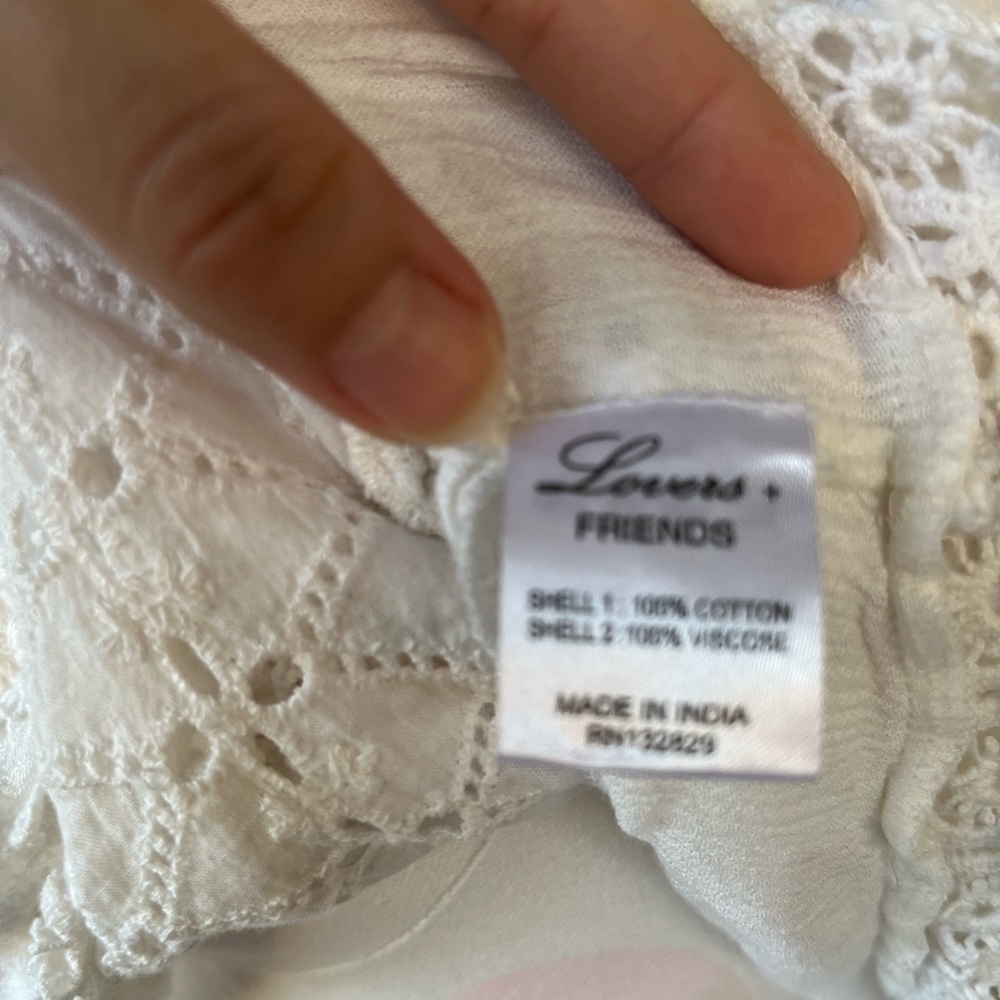 Lovers +
FRIENDS
SHELL 1: 100% COTTON
SHELL 2: 100% VISCOSE
MADE IN INDIA
RN132829